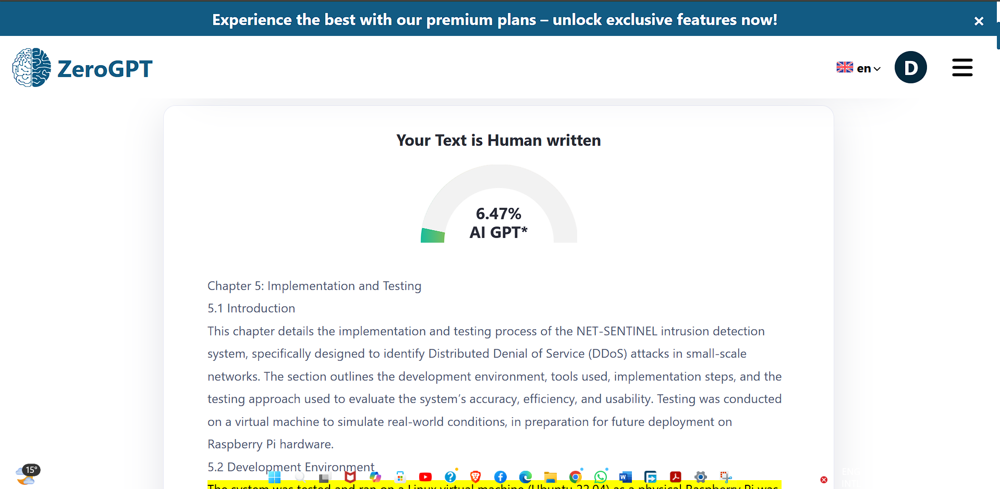 Experience the best with our premium plans – unlock exclusive features now!
ZeroGPT
en
D
Your Text is Human written
6.47%
AI GPT*
Chapter 5: Implementation and Testing
5.1 Introduction
This chapter details the implementation and testing process of the NET-SENTINEL intrusion detection
system, specifically designed to identify Distributed Denial of Service (DDoS) attacks in small-scale
networks. The section outlines the development environment, tools used, implementation steps, and the
testing approach used to evaluate the system’s accuracy, efficiency, and usability. Testing was conducted
on a virtual machine to simulate real-world conditions, in preparation for future deployment on
Raspberry Pi hardware.
5.2 Development Environment
The system was tested and ran on a Linux virtual machine (Ubuntu 22.04) as a physical Raspberry Pi was
15°
ENG
INT